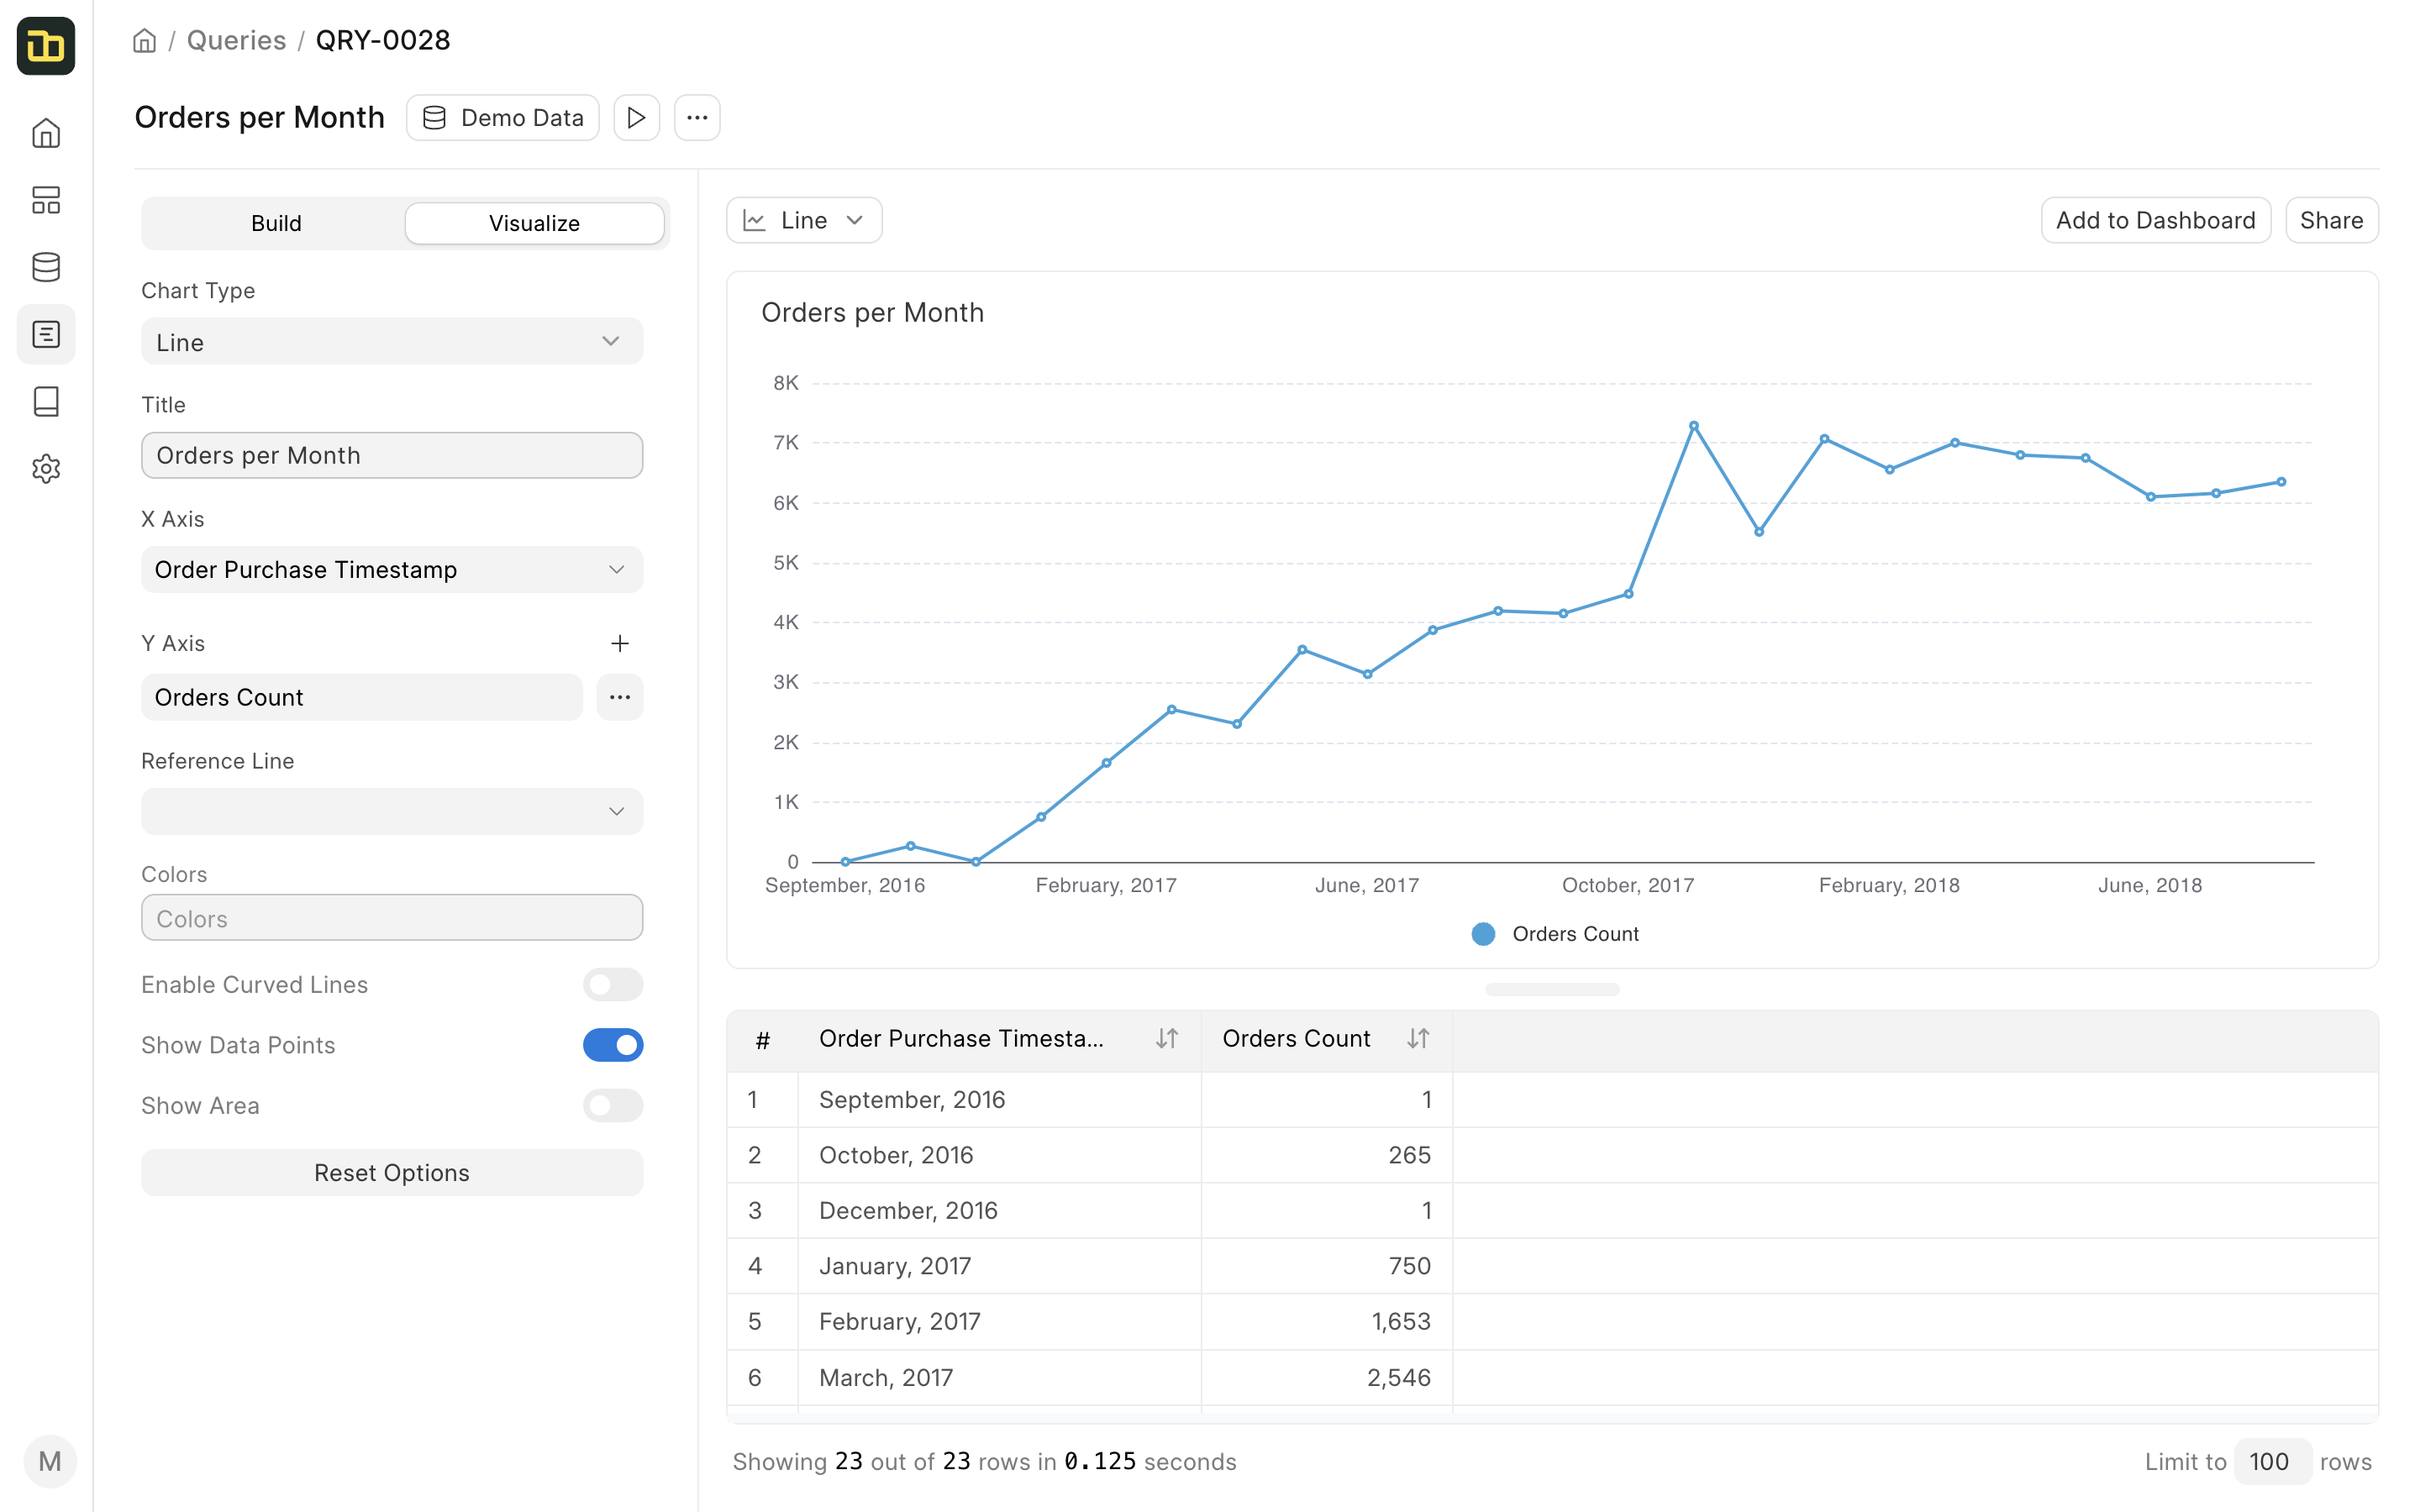 / Queries / QRY-0028
Orders per Month
Demo Data
Build
Visualize
Chart Type
Line
Title
Orders per Month
X Axis
Order Purchase Timestamp
Y Axis
Orders Count
Reference Line
Colors
Colors
Enable Curved Lines
Show Data Points
Show Area
Reset Options
M
Line
Add to Dashboard
Share
Orders per Month
8K
7K
6K
5K
4K
3K
2K
1K
0
September, 2016
February, 2017
June, 2017
October, 2017
February, 2018
June, 2018
Orders Count
# Order Purchase Timesta... Orders Count
1 September, 2016 1
2 October, 2016 265
3 December, 2016 1
4 January, 2017 750
5 February, 2017 1,653
6 March, 2017 2,546
Showing 23 out of 23 rows in 0.125 seconds
Limit to 100 rows